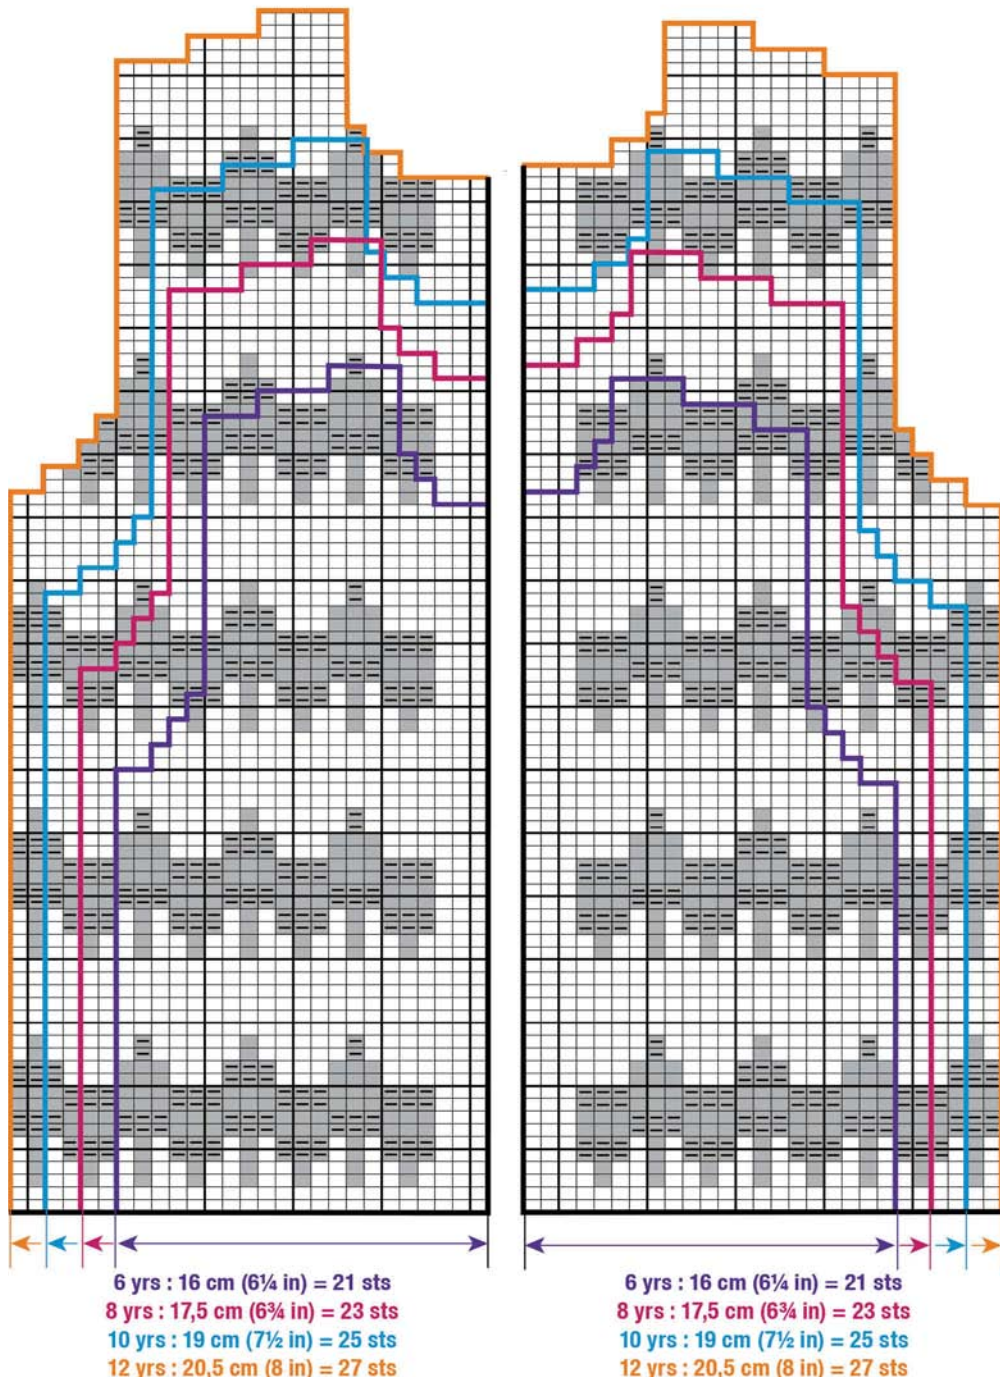 6 yrs : 16 cm (6¼ in) = 21 sts
8 yrs : 17,5 cm (6¾ in) = 23 sts
10 yrs : 19 cm (7½ in) = 25 sts
12 yrs : 20,5 cm (8 in) = 27 sts
6 yrs : 16 cm (6¼ in) = 21 sts
8 yrs : 17,5 cm (6¾ in) = 23 sts
10 yrs : 19 cm (7½ in) = 25 sts
12 yrs : 20,5 cm (8 in) = 27 sts